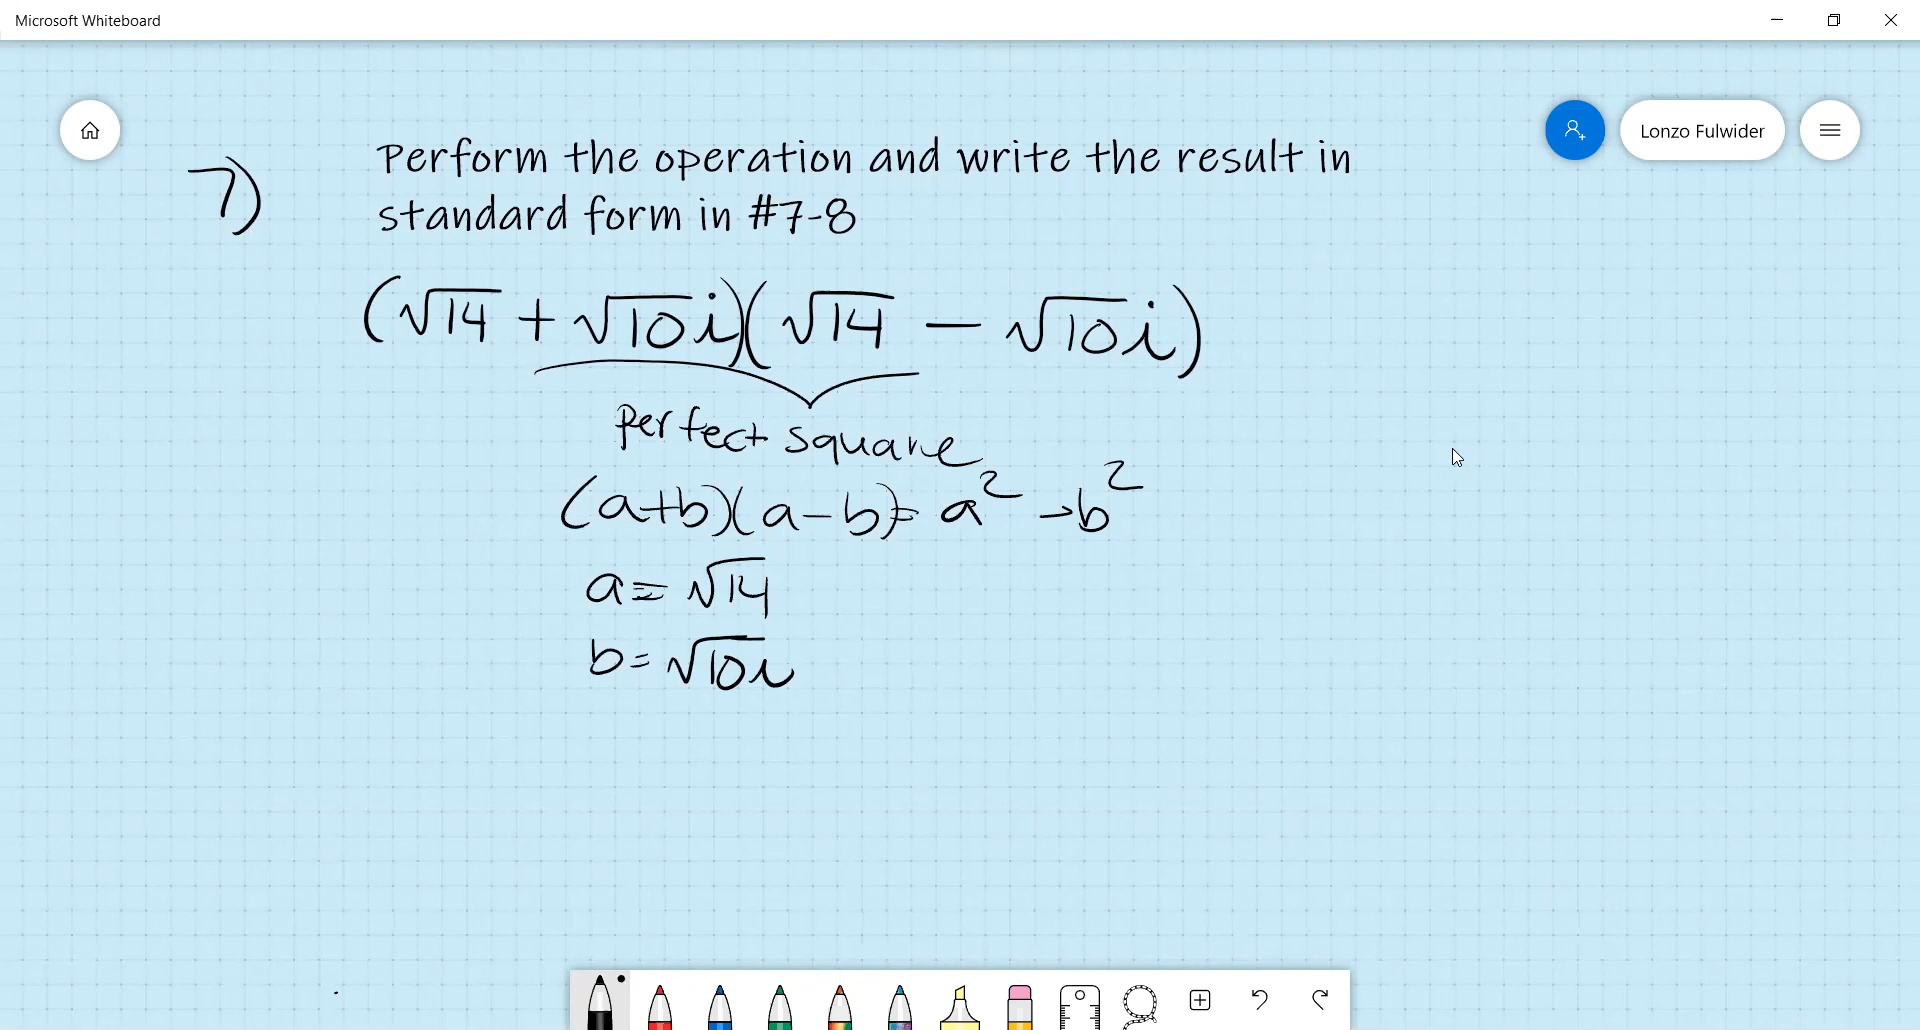 Microsoft Whiteboard
Lonzo Fulwider
7)
Perform the operation and write the result in
standard form in #7-8
(√14 + √10i)(√14 − √10i)
perfect square
(a+b)(a−b)= a² − b²
a = √14
b = √10i